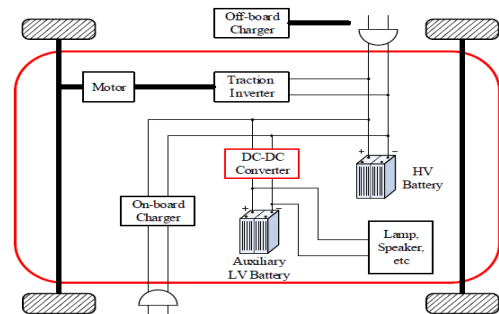 Off-board
Charger
Motor
Traction
Inverter
+
−
DC-DC
Converter
HV
Battery
On-board
Charger
+
−
Lamp,
Speaker,
etc
Auxiliary
LV Battery